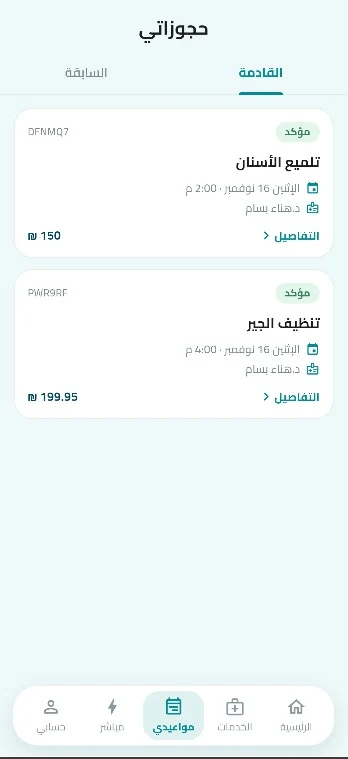 حجوزاتي
القادمة
السابقة
مؤكد
DFNMQ7
تلميع الأسنان
الإثنين 16 نوفمبر · 2:00 م
د.هناء بسام
التفاصيل
150 ₪
مؤكد
PWR9RF
تنظيف الجير
الإثنين 16 نوفمبر · 4:00 م
د.هناء بسام
التفاصيل
199.95 ₪
الرئيسية
الخدمات
مواعيدي
مباشر
حسابي